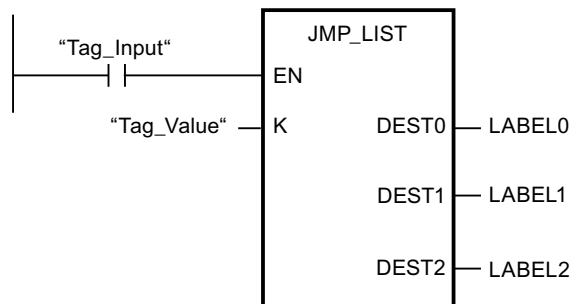 JMP_LIST
“Tag_Input“
EN
“Tag_Value“ K DEST0 LABEL0
DEST1 LABEL1
DEST2 LABEL2